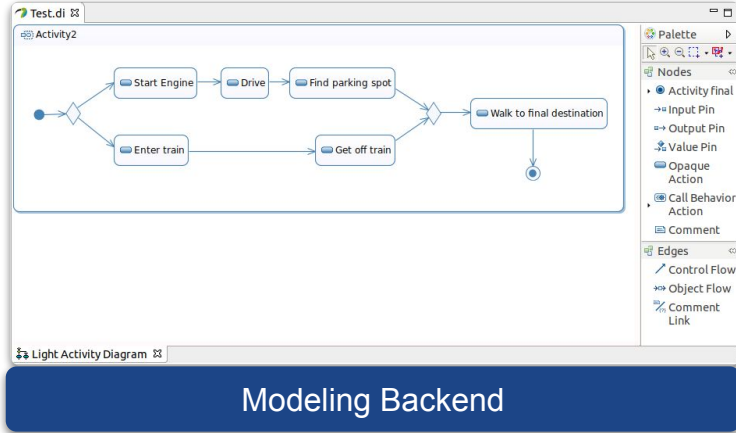 Test.di
Activity2
Start Engine
Drive
Find parking spot
Walk to final destination
Enter train
Get off train
Palette
Nodes
Activity final
Input Pin
Output Pin
Value Pin
Opaque
Action
Call Behavior
Action
Comment
Edges
Control Flow
Object Flow
Comment
Link
Light Activity Diagram
Modeling Backend